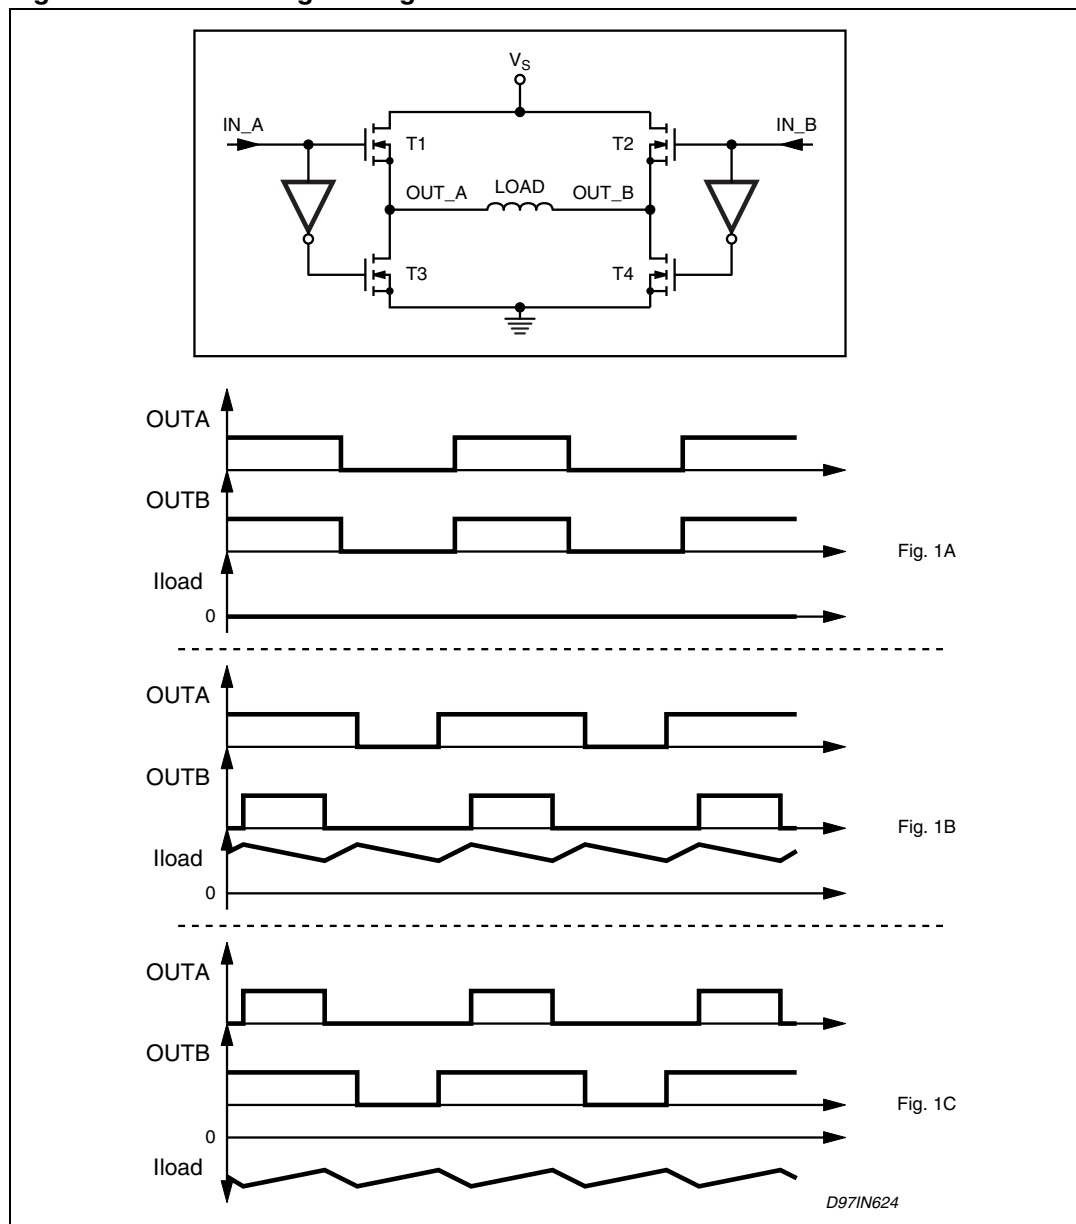 V_S
IN_A
IN_B
T1
T2
OUT_A
LOAD
OUT_B
T3
T4
OUTA
OUTB
Fig. 1A
Iload
0
OUTA
OUTB
Fig. 1B
Iload
0
OUTA
OUTB
Fig. 1C
0
Iload
D97IN624